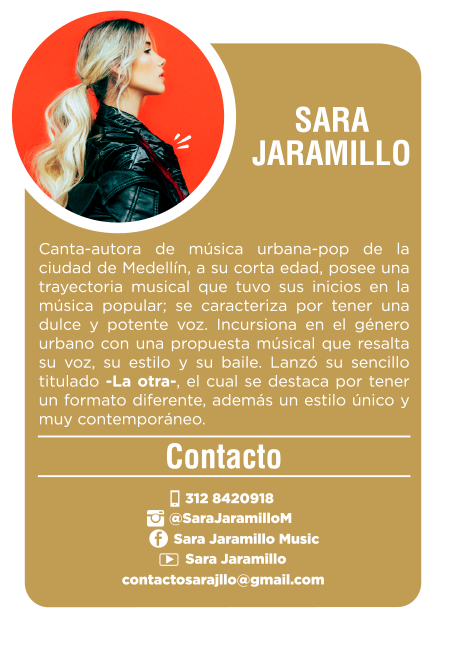 SARA
JARAMILLO
Canta-autora de música urbana-pop de la
ciudad de Medellín, a su corta edad, posee una
trayectoria musical que tuvo sus inicios en la
música popular; se caracteriza por tener una
dulce y potente voz. Incursiona en el género
urbano con una propuesta músical que resalta
su voz, su estilo y su baile. Lanzó su sencillo
titulado -La otra-, el cual se destaca por tener
un formato diferente, además un estilo único y
muy contemporáneo.
Contacto
312 8420918
@SaraJaramilloM
Sara Jaramillo Music
Sara Jaramillo
contactosarajllo@gmail.com